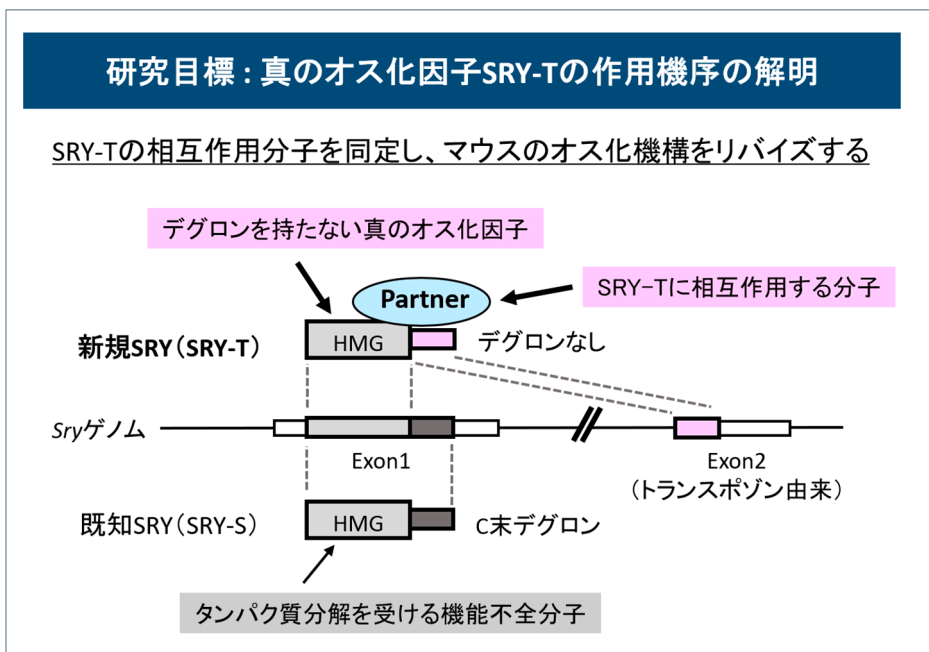 研究目標：真のオス化因子SRY-Tの作用機序の解明
SRY-Tの相互作用分子を同定し、マウスのオス化機構をリバイズする
デグロンを持たない真のオス化因子
Partner
SRY-Tに相互作用する分子
新規SRY（SRY-T）
HMG
デグロンなし
Sryゲノム
Exon1
Exon2
（トランスポゾン由来）
既知SRY（SRY-S）
HMG
C末デグロン
タンパク質分解を受ける機能不全分子